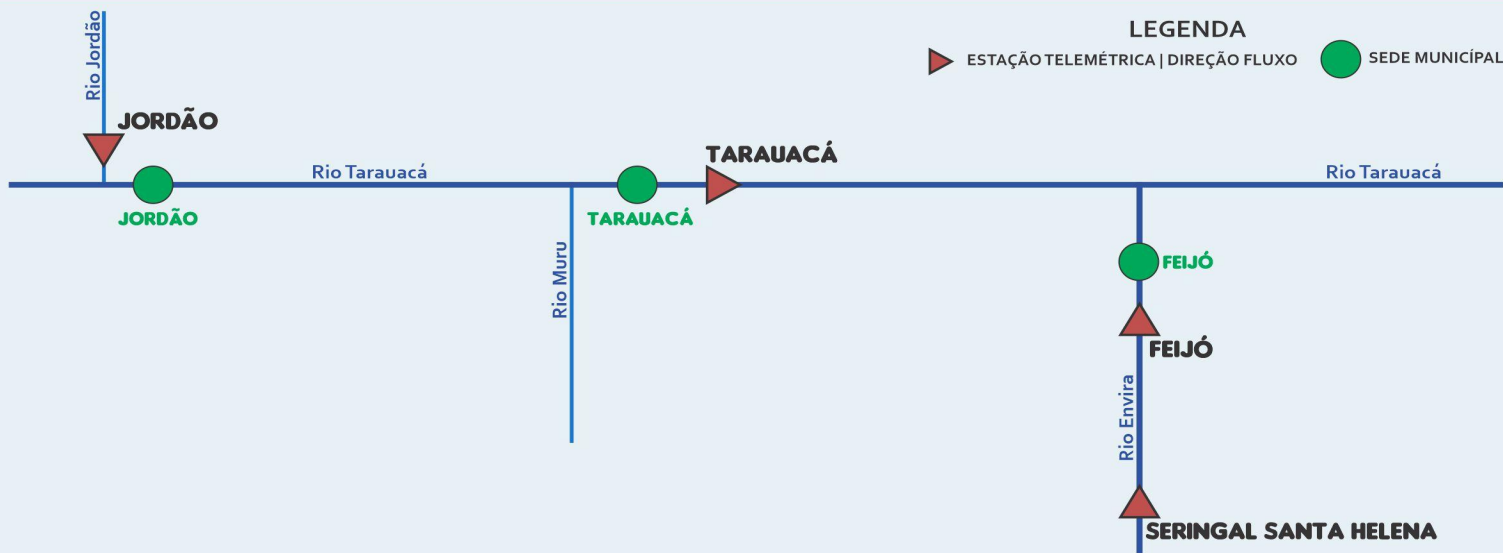 LEGENDA
ESTAÇÃO TELEMÉTRICA | DIREÇÃO FLUXO
SEDE MUNICÍPAL
Rio Jordão
JORDÃO
Rio Tarauacá
TARAUACÁ
Rio Tarauacá
JORDÃO
TARAUACÁ
Rio Muru
FEIJÓ
FEIJÓ
Rio Envira
SERINGAL SANTA HELENA